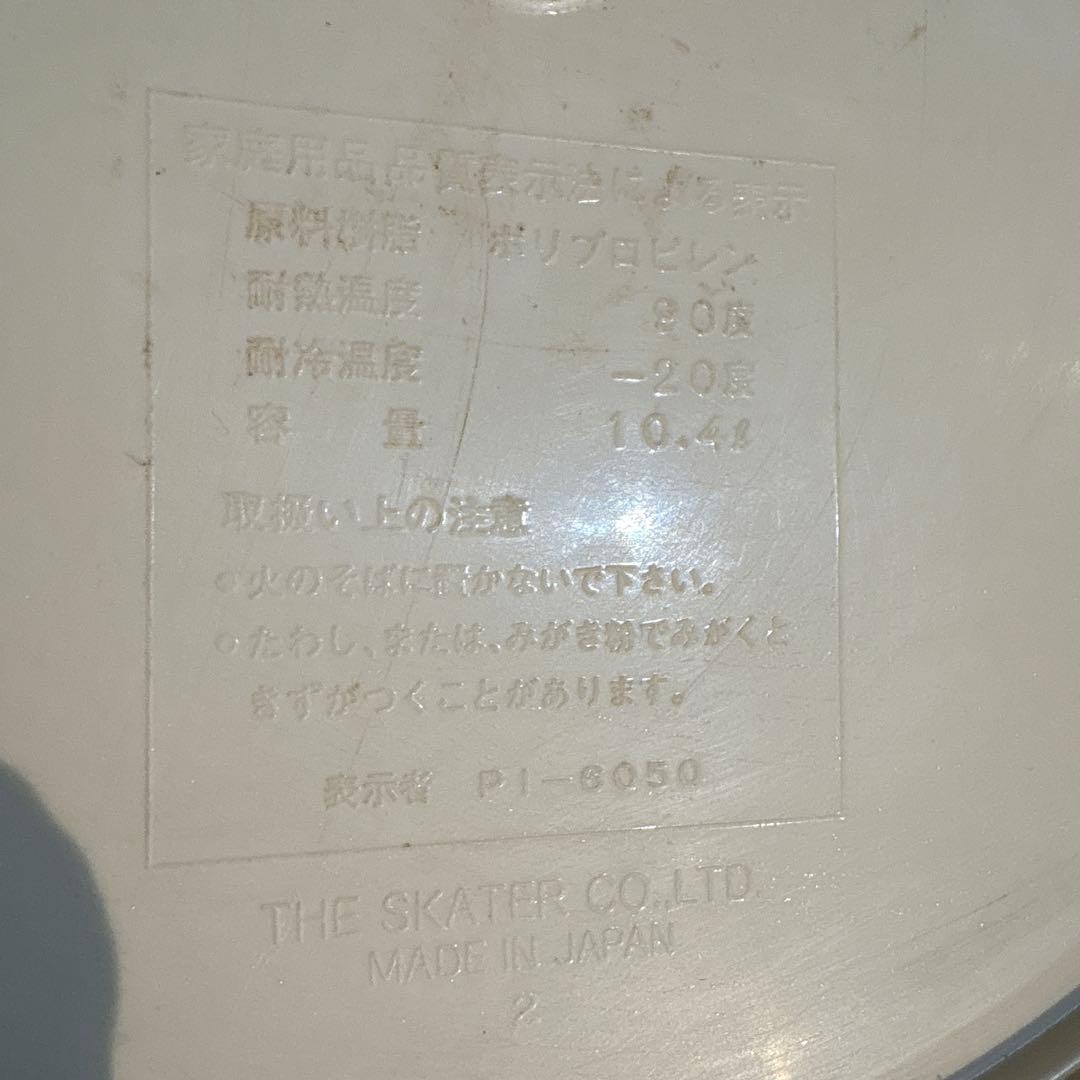 家庭用品品質表示法による表示
原料樹脂 ポリプロピレン
耐熱温度 度
耐冷温度 −20度
容量 10.4ℓ
取扱い上の注意
●火のそばに置かないで下さい。
●たわし、または、みがき粉でみがくと
きずがつくことがあります。
表示者 PI−6050
THE SKATER CO.,LTD.
MADE IN JAPAN
2